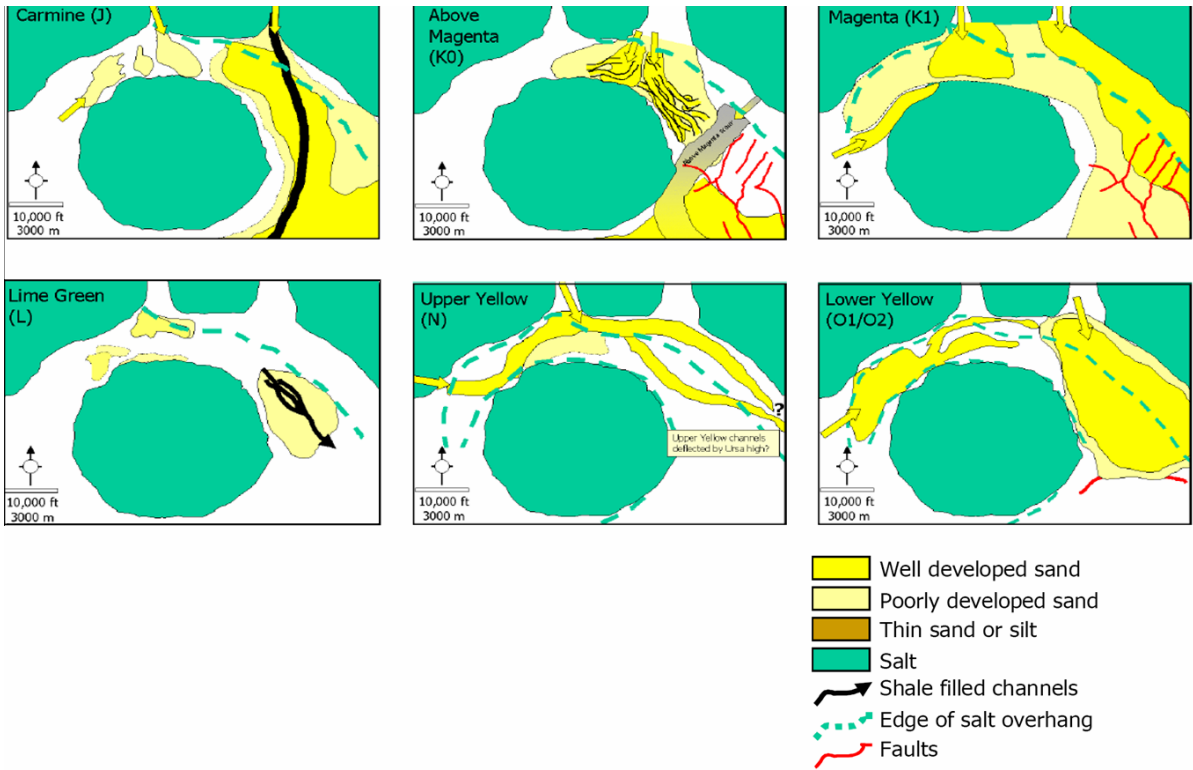 Carmine (J)
10,000 ft
3000 m
Above
Magenta
(K0)
Above Magenta
10,000 ft
3000 m
Magenta (K1)
10,000 ft
3000 m
Lime Green
(L)
10,000 ft
3000 m
Upper Yellow
(N)
?
Upper Yellow channels
deflected by Ursa high?
10,000 ft
3000 m
Lower Yellow
(O1/O2)
10,000 ft
3000 m
Well developed sand
Poorly developed sand
Thin sand or silt
Salt
Shale filled channels
Edge of salt overhang
Faults